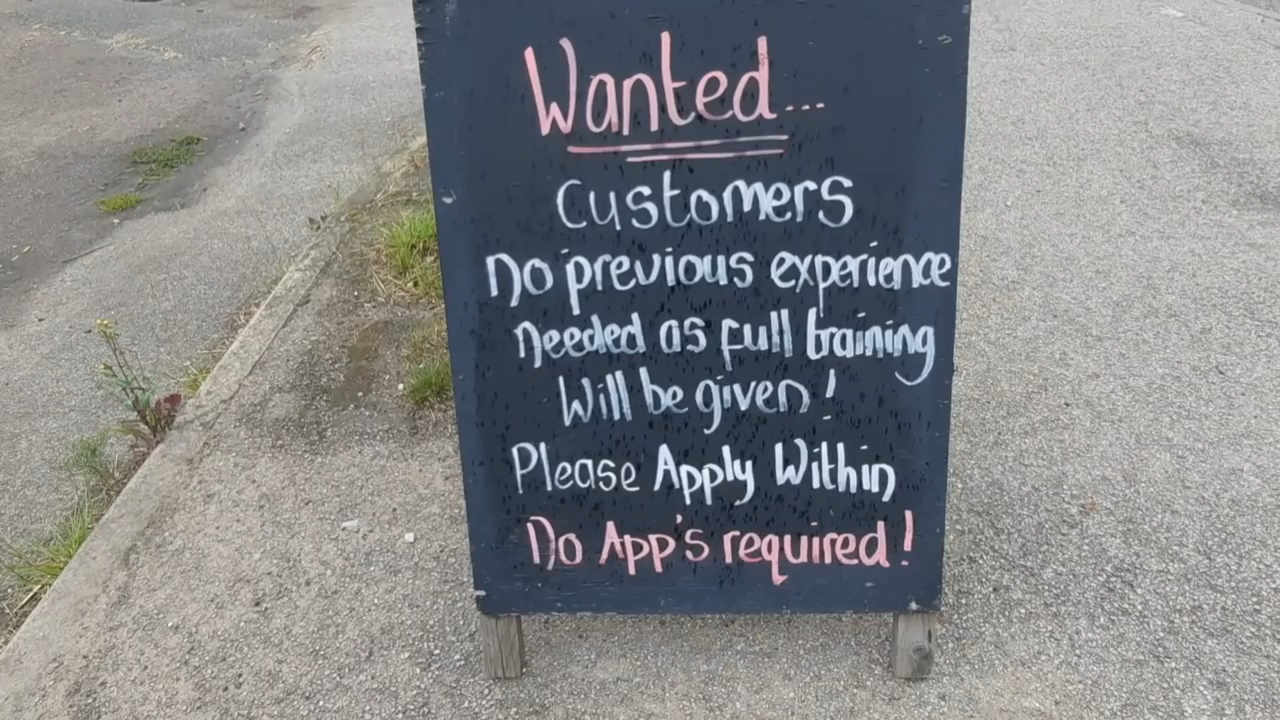 Wanted...
Customers
No previous experience
Needed as full training
Will be given!
Please Apply Within
No App's required!